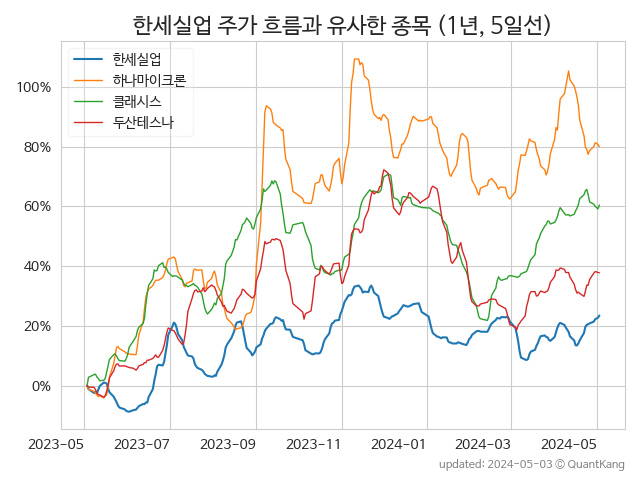 한세실업 주가 흐름과 유사한 종목 (1년, 5일선)
한세실업
하나마이크론
클래시스
두산테스나
100%
80%
60%
40%
20%
0%
2023-05 2023-07 2023-09 2023-11 2024-01 2024-03 2024-05
updated: 2024-05-03 © QuantKang